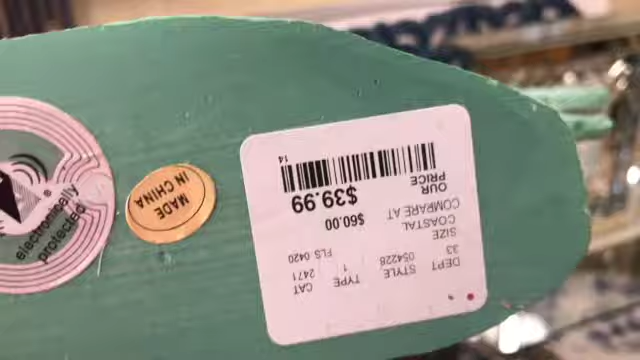 DEPT STYLE TYPE CAT
33 054228 1 2471
SIZE FLS 0420
COASTAL
COMPARE AT $60.00
OUR PRICE $39.99
14
MADE
IN CHINA
electronically
protected